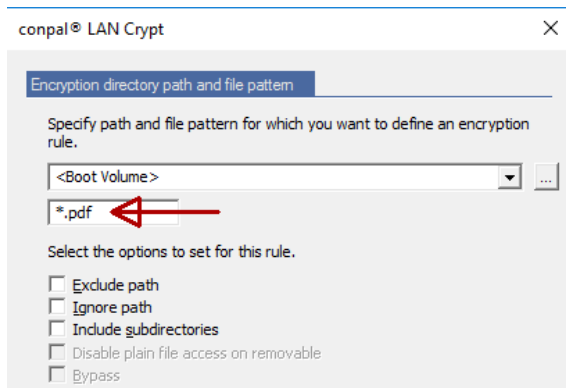 conpal® LAN Crypt
Encryption directory path and file pattern
Specify path and file pattern for which you want to define an encryption
rule.
<Boot Volume>
...
*.pdf
Select the options to set for this rule.
Exclude path
Ignore path
Include subdirectories
Disable plain file access on removable
Bypass